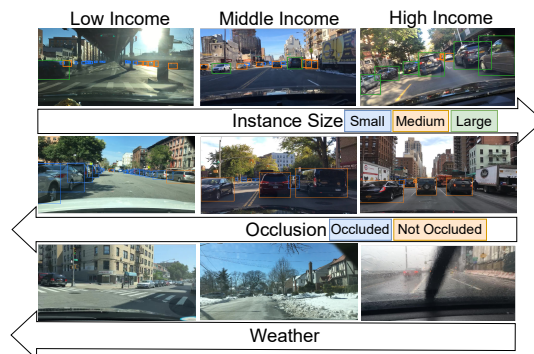 Low Income Middle Income High Income
Instance Size Small Medium Large
Occlusion Occluded Not Occluded
Weather